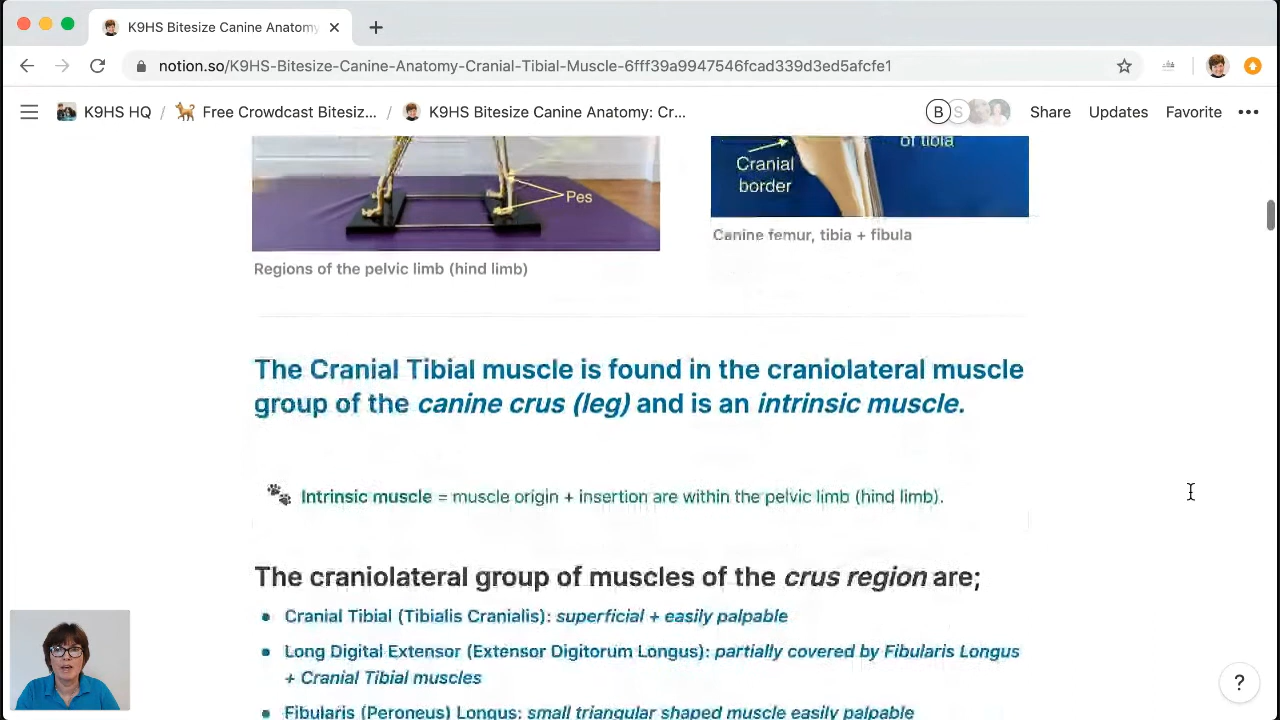 K9HS Bitesize Canine Anatomy
notion.so/K9HS-Bitesize-Canine-Anatomy-Cranial-Tibial-Muscle-6fff39a9947546fcad339d3ed5afcfe1
K9HS HQ / Free Crowdcast Bitesiz... / K9HS Bitesize Canine Anatomy: Cr... B S Share Updates Favorite
Pes
of tibia
Cranial
border
Canine femur, tibia + fibula
Regions of the pelvic limb (hind limb)
The Cranial Tibial muscle is found in the craniolateral muscle
group of the canine crus (leg) and is an intrinsic muscle.
Intrinsic muscle = muscle origin + insertion are within the pelvic limb (hind limb).
The craniolateral group of muscles of the crus region are;
Cranial Tibial (Tibialis Cranialis): superficial + easily palpable
Long Digital Extensor (Extensor Digitorum Longus): partially covered by Fibularis Longus
+ Cranial Tibial muscles
Fibularis (Peroneus) Longus: small triangular shaped muscle easily palpable
?